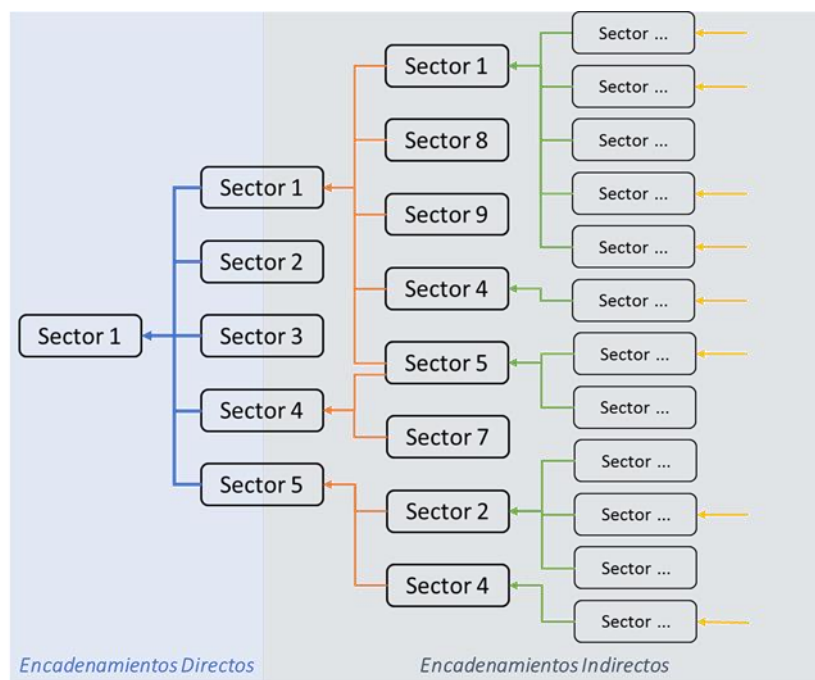 Sector 1
Sector 1
Sector 2
Sector 3
Sector 4
Sector 5
Sector 1
Sector 8
Sector 9
Sector 4
Sector 5
Sector 7
Sector 2
Sector 4
Sector ...
Sector ...
Sector ...
Sector ...
Sector ...
Sector ...
Sector ...
Sector ...
Sector ...
Sector ...
Sector ...
Sector ...
Encadenamientos Directos
Encadenamientos Indirectos